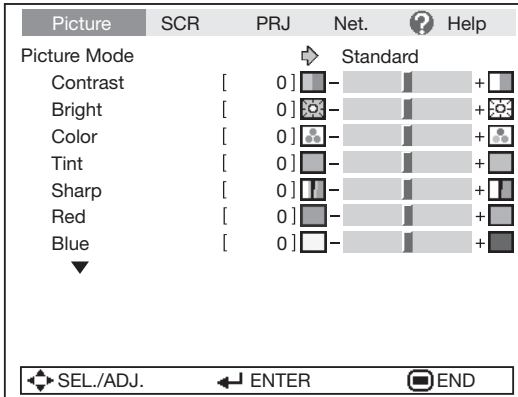 Picture SCR PRJ Net. ? Help
Picture Mode Standard
Contrast [ 0 ] - +
Bright [ 0 ] - +
Color [ 0 ] - +
Tint [ 0 ] - +
Sharp [ 0 ] - +
Red [ 0 ] - +
Blue [ 0 ] - +
SEL./ADJ. ENTER END